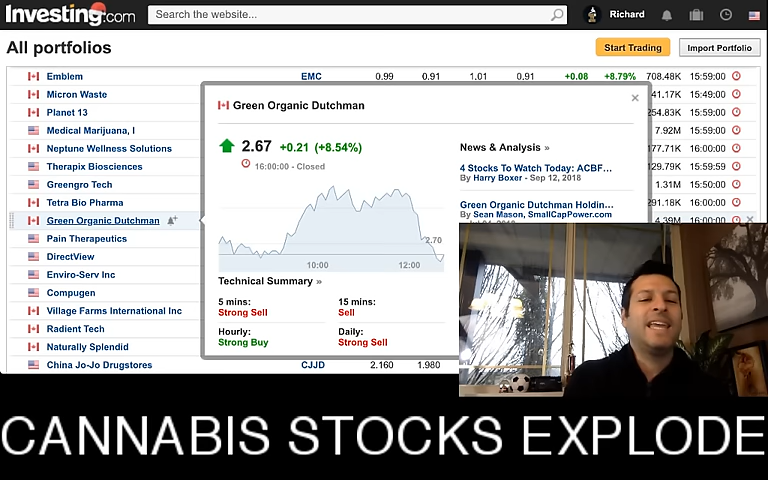 Investing.com
Search the website...
Richard
All portfolios
Start Trading
Import Portfolio
Emblem EMC 0.99 0.91 1.01 0.91 +0.08 +8.79% 708.48K 15:59:00
Micron Waste 41.17K 15:49:00
Planet 13 254.83K 15:59:00
Medical Marijuana, I 7.92M 15:59:00
Neptune Wellness Solutions 177.71K 16:00:00
Therapix Biosciences 129.79K 15:59:59
Greengro Tech 1.31M 15:50:00
Tetra Bio Pharma 291.18K 16:00:00
Green Organic Dutchman 4.39M 16:00:00
Pain Therapeutics
DirectView
Enviro-Serv Inc
Compugen
Village Farms International Inc
Radient Tech
Naturally Splendid
China Jo-Jo Drugstores CJJD 2.160 1.980
Green Organic Dutchman
2.67 +0.21 (+8.54%)
16:00:00 - Closed
2.70
10:00 12:00
Technical Summary »
5 mins: 15 mins:
Strong Sell Sell
Hourly: Daily:
Strong Buy Strong Sell
News & Analysis »
4 Stocks To Watch Today: ACBF...
By Harry Boxer - Sep 12, 2018
Green Organic Dutchman Holdin...
By Sean Mason, SmallCapPower.com
CANNABIS STOCKS EXPLODE